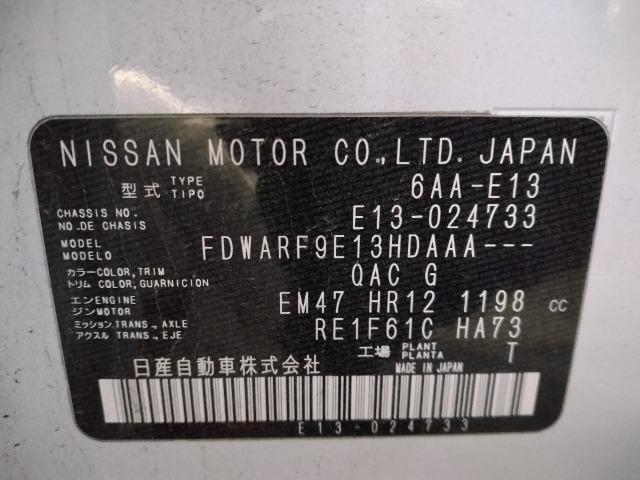 NISSAN MOTOR CO.,LTD. JAPAN
型式 TYPE TIPO 6AA-E13
CHASSIS NO. NO.DE CHASIS E13-024733
MODEL MODELO FDWARF9E13HDAAA---
カラー COLOR, TRIM トリム COLOR, GUARNICION QAC G
エンジン ENGINE MOTOR EM47 HR12 1198 cc
ミッション TRANS., AXLE アクスル TRANS., EJE RE1F61C HA73
工場 PLANT PLANTA T
日産自動車株式会社 MADE IN JAPAN
E13-024733